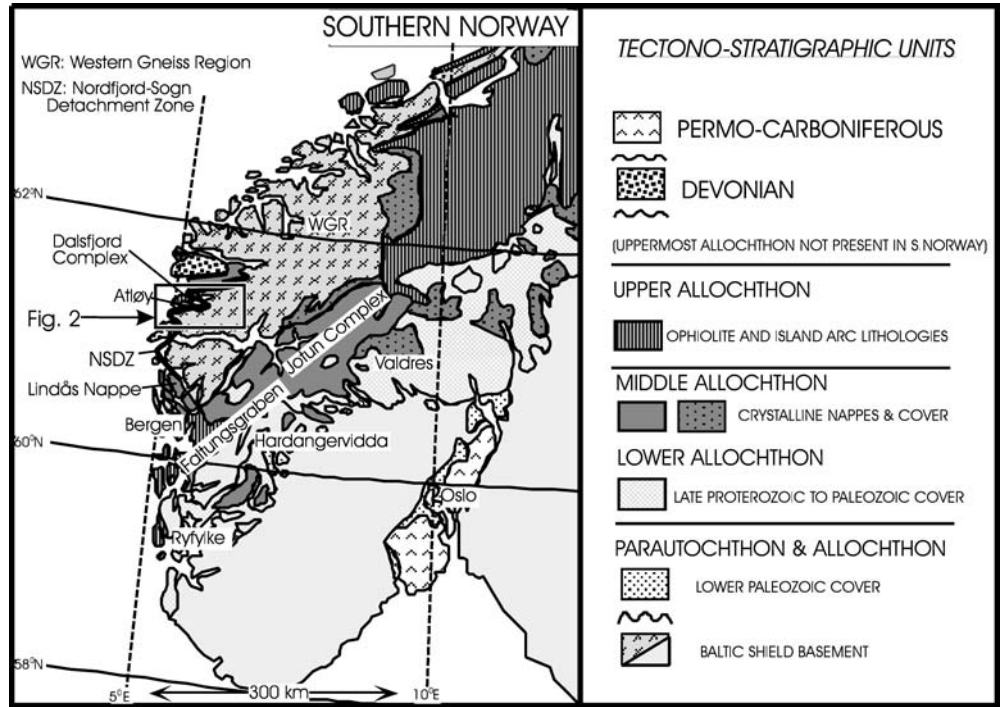 SOUTHERN NORWAY
WGR: Western Gneiss Region
NSDZ: Nordfjord-Sogn
Detachment Zone
62°N
WGR
Dalsfjord
Complex
Atløy
Fig. 2
NSDZ
Lindås Nappe
Bergen
60°N
Jotun Complex
Faltungsgraben
Valdres
Hardangervidda
Oslo
Ryfylke
58°N
5°E
300 km
10°E
TECTONO-STRATIGRAPHIC UNITS
PERMO-CARBONIFEROUS
DEVONIAN
(UPPERMOST ALLOCHTHON NOT PRESENT IN S. NORWAY)
UPPER ALLOCHTHON
OPHIOLITE AND ISLAND ARC LITHOLOGIES
MIDDLE ALLOCHTHON
CRYSTALLINE NAPPES & COVER
LOWER ALLOCHTHON
LATE PROTEROZOIC TO PALEOZOIC COVER
PARAUTOCHTHON & ALLOCHTHON
LOWER PALEOZOIC COVER
BALTIC SHIELD BASEMENT